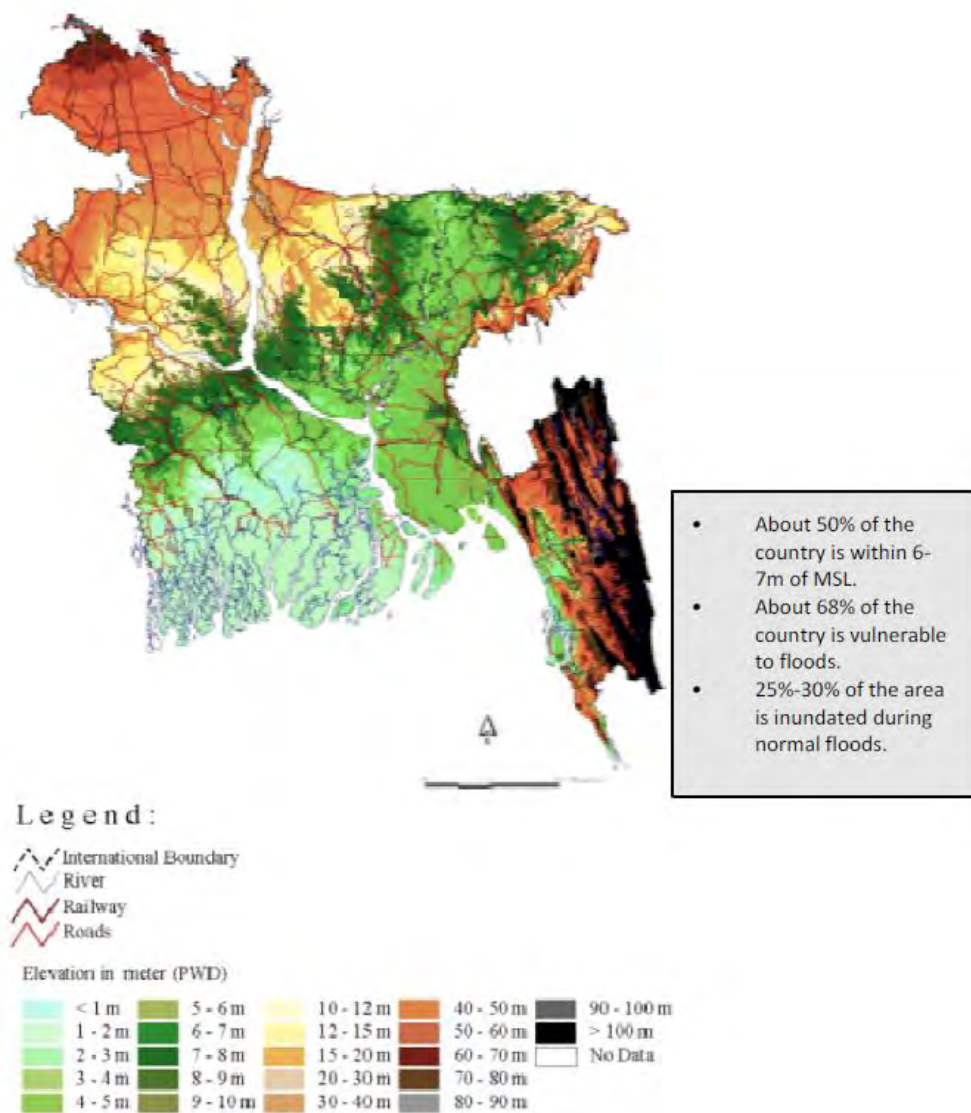 • About 50% of the
country is within 6-
7m of MSL.
• About 68% of the
country is vulnerable
to floods.
• 25%-30% of the area
is inundated during
normal floods.
Legend:
International Boundary
River
Railway
Roads
Elevation in meter (PWD)
< 1 m 5 - 6 m 10 - 12 m 40 - 50 m 90 - 100 m
1 - 2 m 6 - 7 m 12 - 15 m 50 - 60 m > 100 m
2 - 3 m 7 - 8 m 15 - 20 m 60 - 70 m No Data
3 - 4 m 8 - 9 m 20 - 30 m 70 - 80 m
4 - 5 m 9 - 10 m 30 - 40 m 80 - 90 m